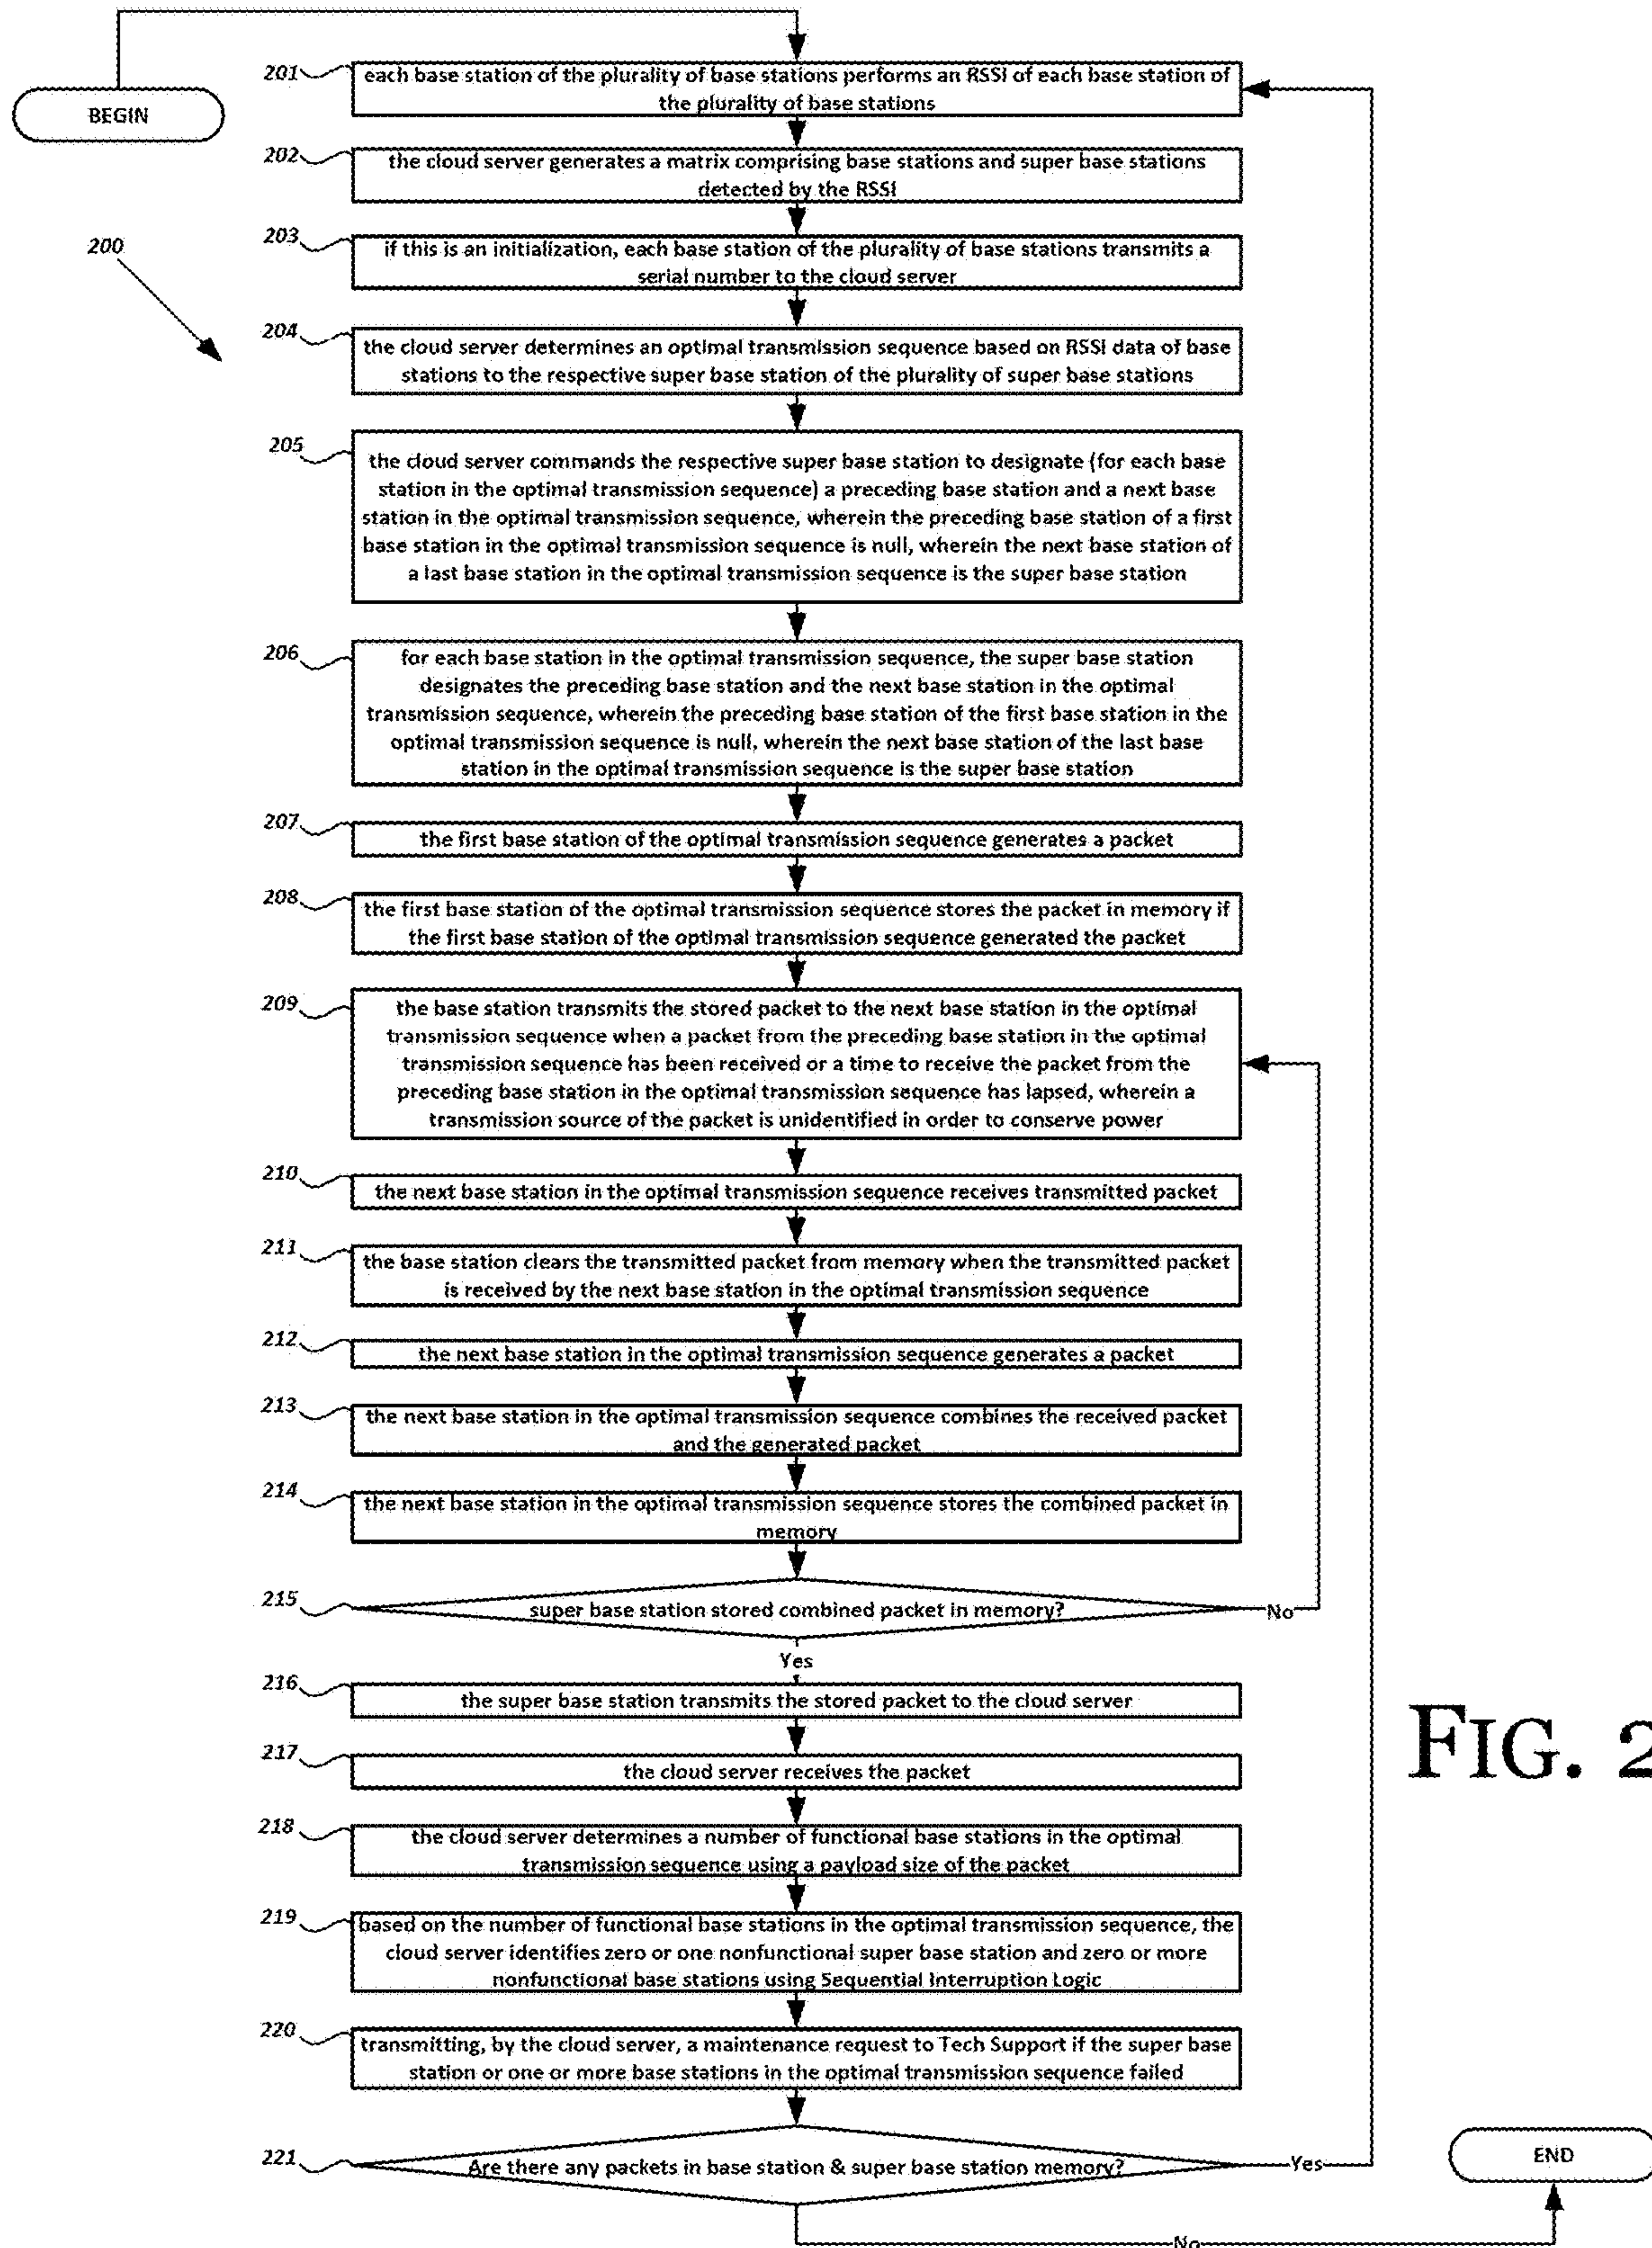 BEGIN
201
each base station of the plurality of base stations performs an RSSI of each base station of
the plurality of base stations
202
the cloud server generates a matrix comprising base stations and super base stations
detected by the RSSI
200
203
if this is an initialization, each base station of the plurality of base stations transmits a
serial number to the cloud server
204
the cloud server determines an optimal transmission sequence based on RSSI data of base
stations to the respective super base station of the plurality of super base stations
205
the cloud server commands the respective super base station to designate (for each base
station in the optimal transmission sequence) a preceding base station and a next base
station in the optimal transmission sequence, wherein the preceding base station of a first
base station in the optimal transmission sequence is null, wherein the next base station of
a last base station in the optimal transmission sequence is the super base station
206
for each base station in the optimal transmission sequence, the super base station
designates the preceding base station and the next base station in the optimal
transmission sequence, wherein the preceding base station of the first base station in the
optimal transmission sequence is null, wherein the next base station of the last base
station in the optimal transmission sequence is the super base station
207
the first base station of the optimal transmission sequence generates a packet
208
the first base station of the optimal transmission sequence stores the packet in memory if
the first base station of the optimal transmission sequence generated the packet
209
the base station transmits the stored packet to the next base station in the optimal
transmission sequence when a packet from the preceding base station in the optimal
transmission sequence has been received or a time to receive the packet from the
preceding base station in the optimal transmission sequence has lapsed, wherein a
transmission source of the packet is unidentified in order to conserve power
210
the next base station in the optimal transmission sequence receives transmitted packet
211
the base station clears the transmitted packet from memory when the transmitted packet
is received by the next base station in the optimal transmission sequence
212
the next base station in the optimal transmission sequence generates a packet
213
the next base station in the optimal transmission sequence combines the received packet
and the generated packet
214
the next base station in the optimal transmission sequence stores the combined packet in
memory
215
super base station stored combined packet in memory?
No
Yes
216
the super base station transmits the stored packet to the cloud server
217
the cloud server receives the packet
218
the cloud server determines a number of functional base stations in the optimal
transmission sequence using a payload size of the packet
219
based on the number of functional base stations in the optimal transmission sequence, the
cloud server identifies zero or one nonfunctional super base station and zero or more
nonfunctional base stations using Sequential Interruption Logic
220
transmitting, by the cloud server, a maintenance request to Tech Support if the super base
station or one or more base stations in the optimal transmission sequence failed
221
Are there any packets in base station & super base station memory?
Yes
No
END
FIG. 2